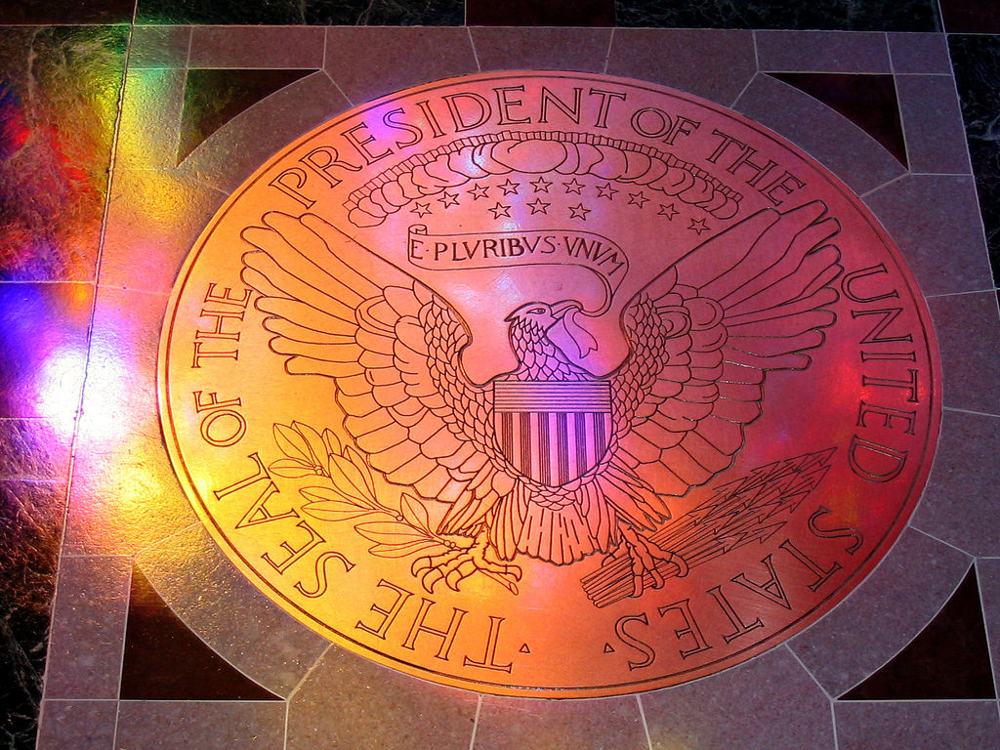 THE SEAL OF THE PRESIDENT OF THE UNITED STATES
E·PLVRIBVS·VNVM